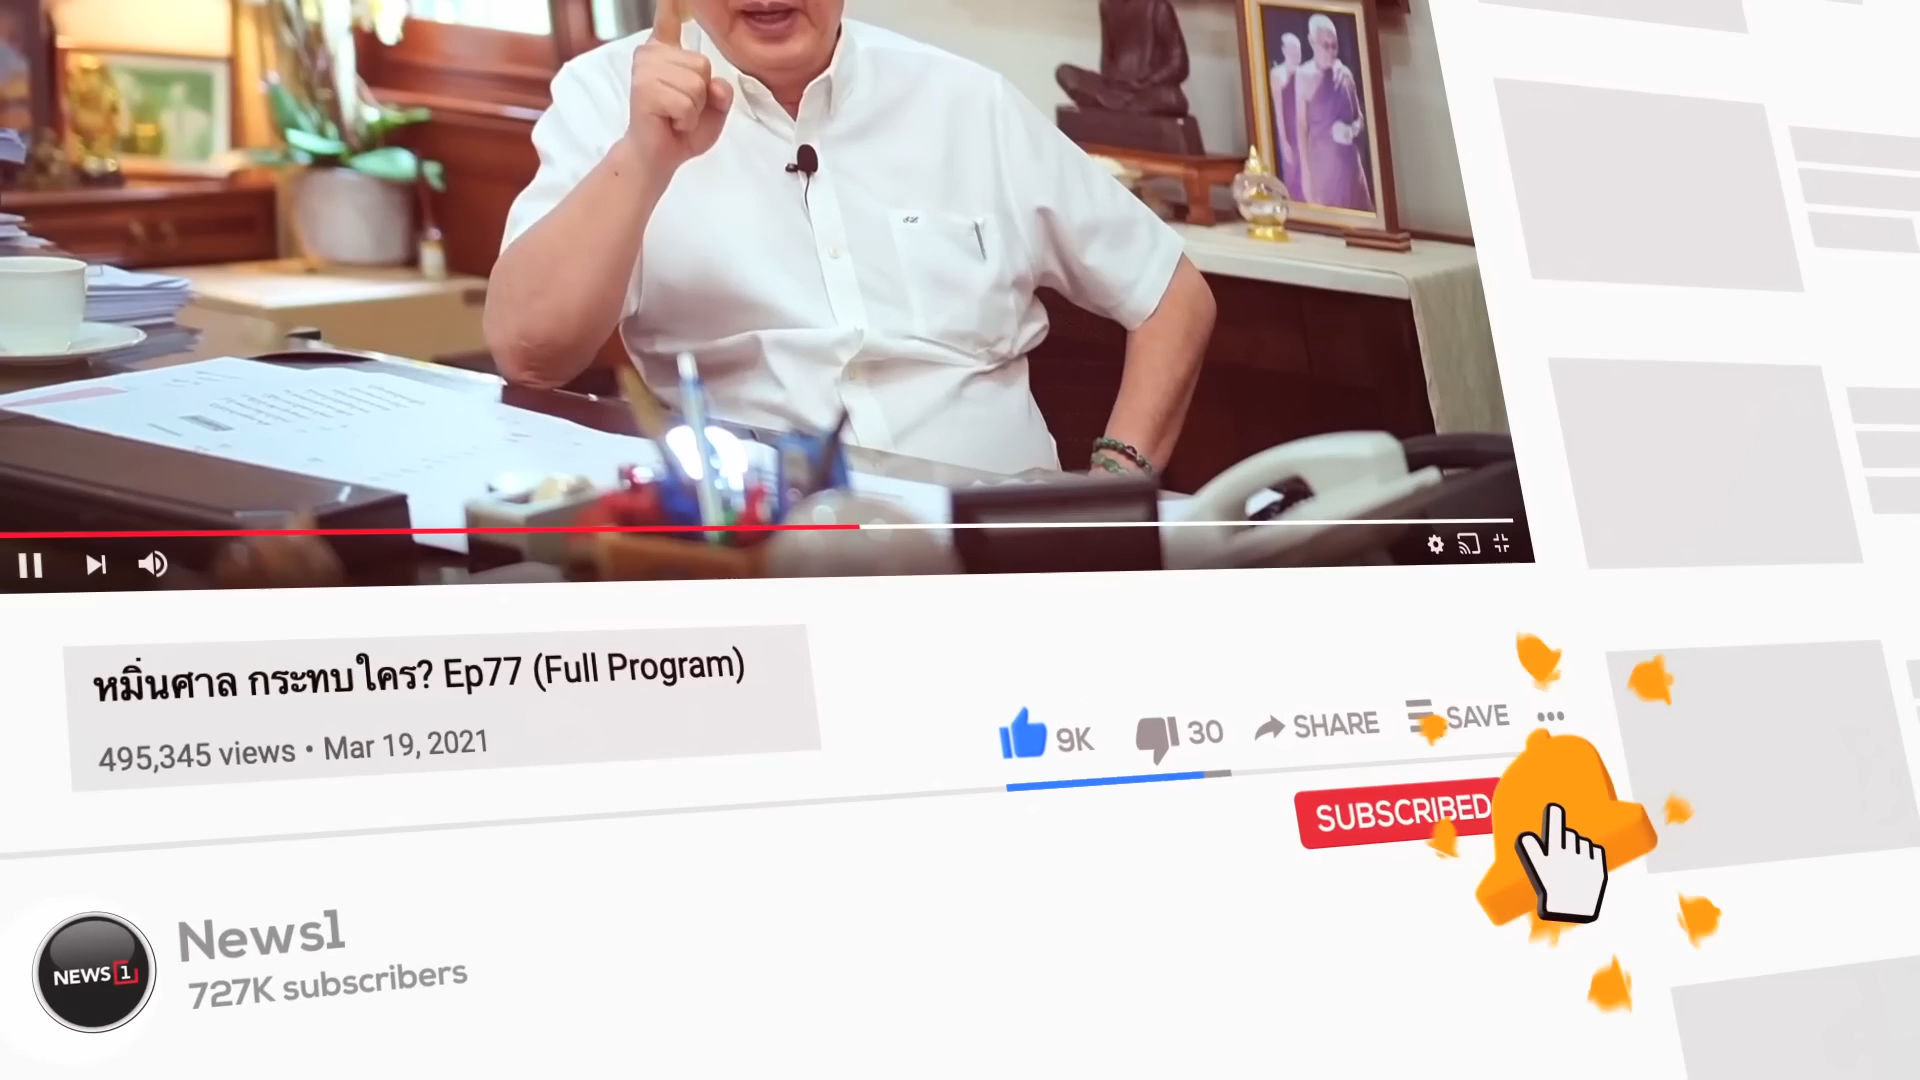 หมิ่นศาล กระทบใคร? Ep77 (Full Program)
495,345 views • Mar 19, 2021
9K
30
SHARE
SAVE
SUBSCRIBED
News1
727K subscribers
NEWS 1